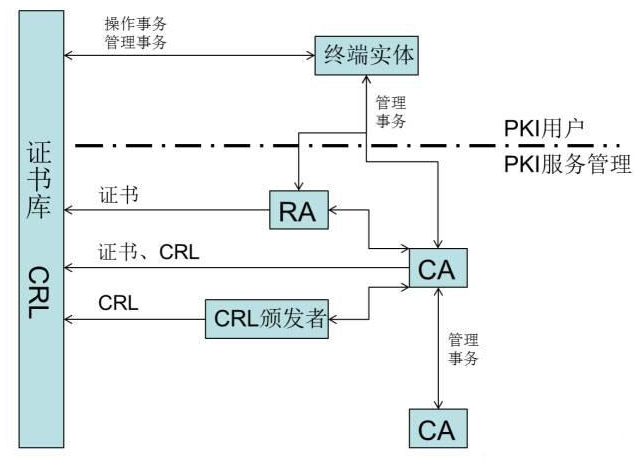 操作事务
管理事务
终端实体
管理
事务
PKI用户
PKI服务管理
证书库 CRL
证书
RA
证书、CRL
CA
CRL
CRL颁发者
管理
事务
CA